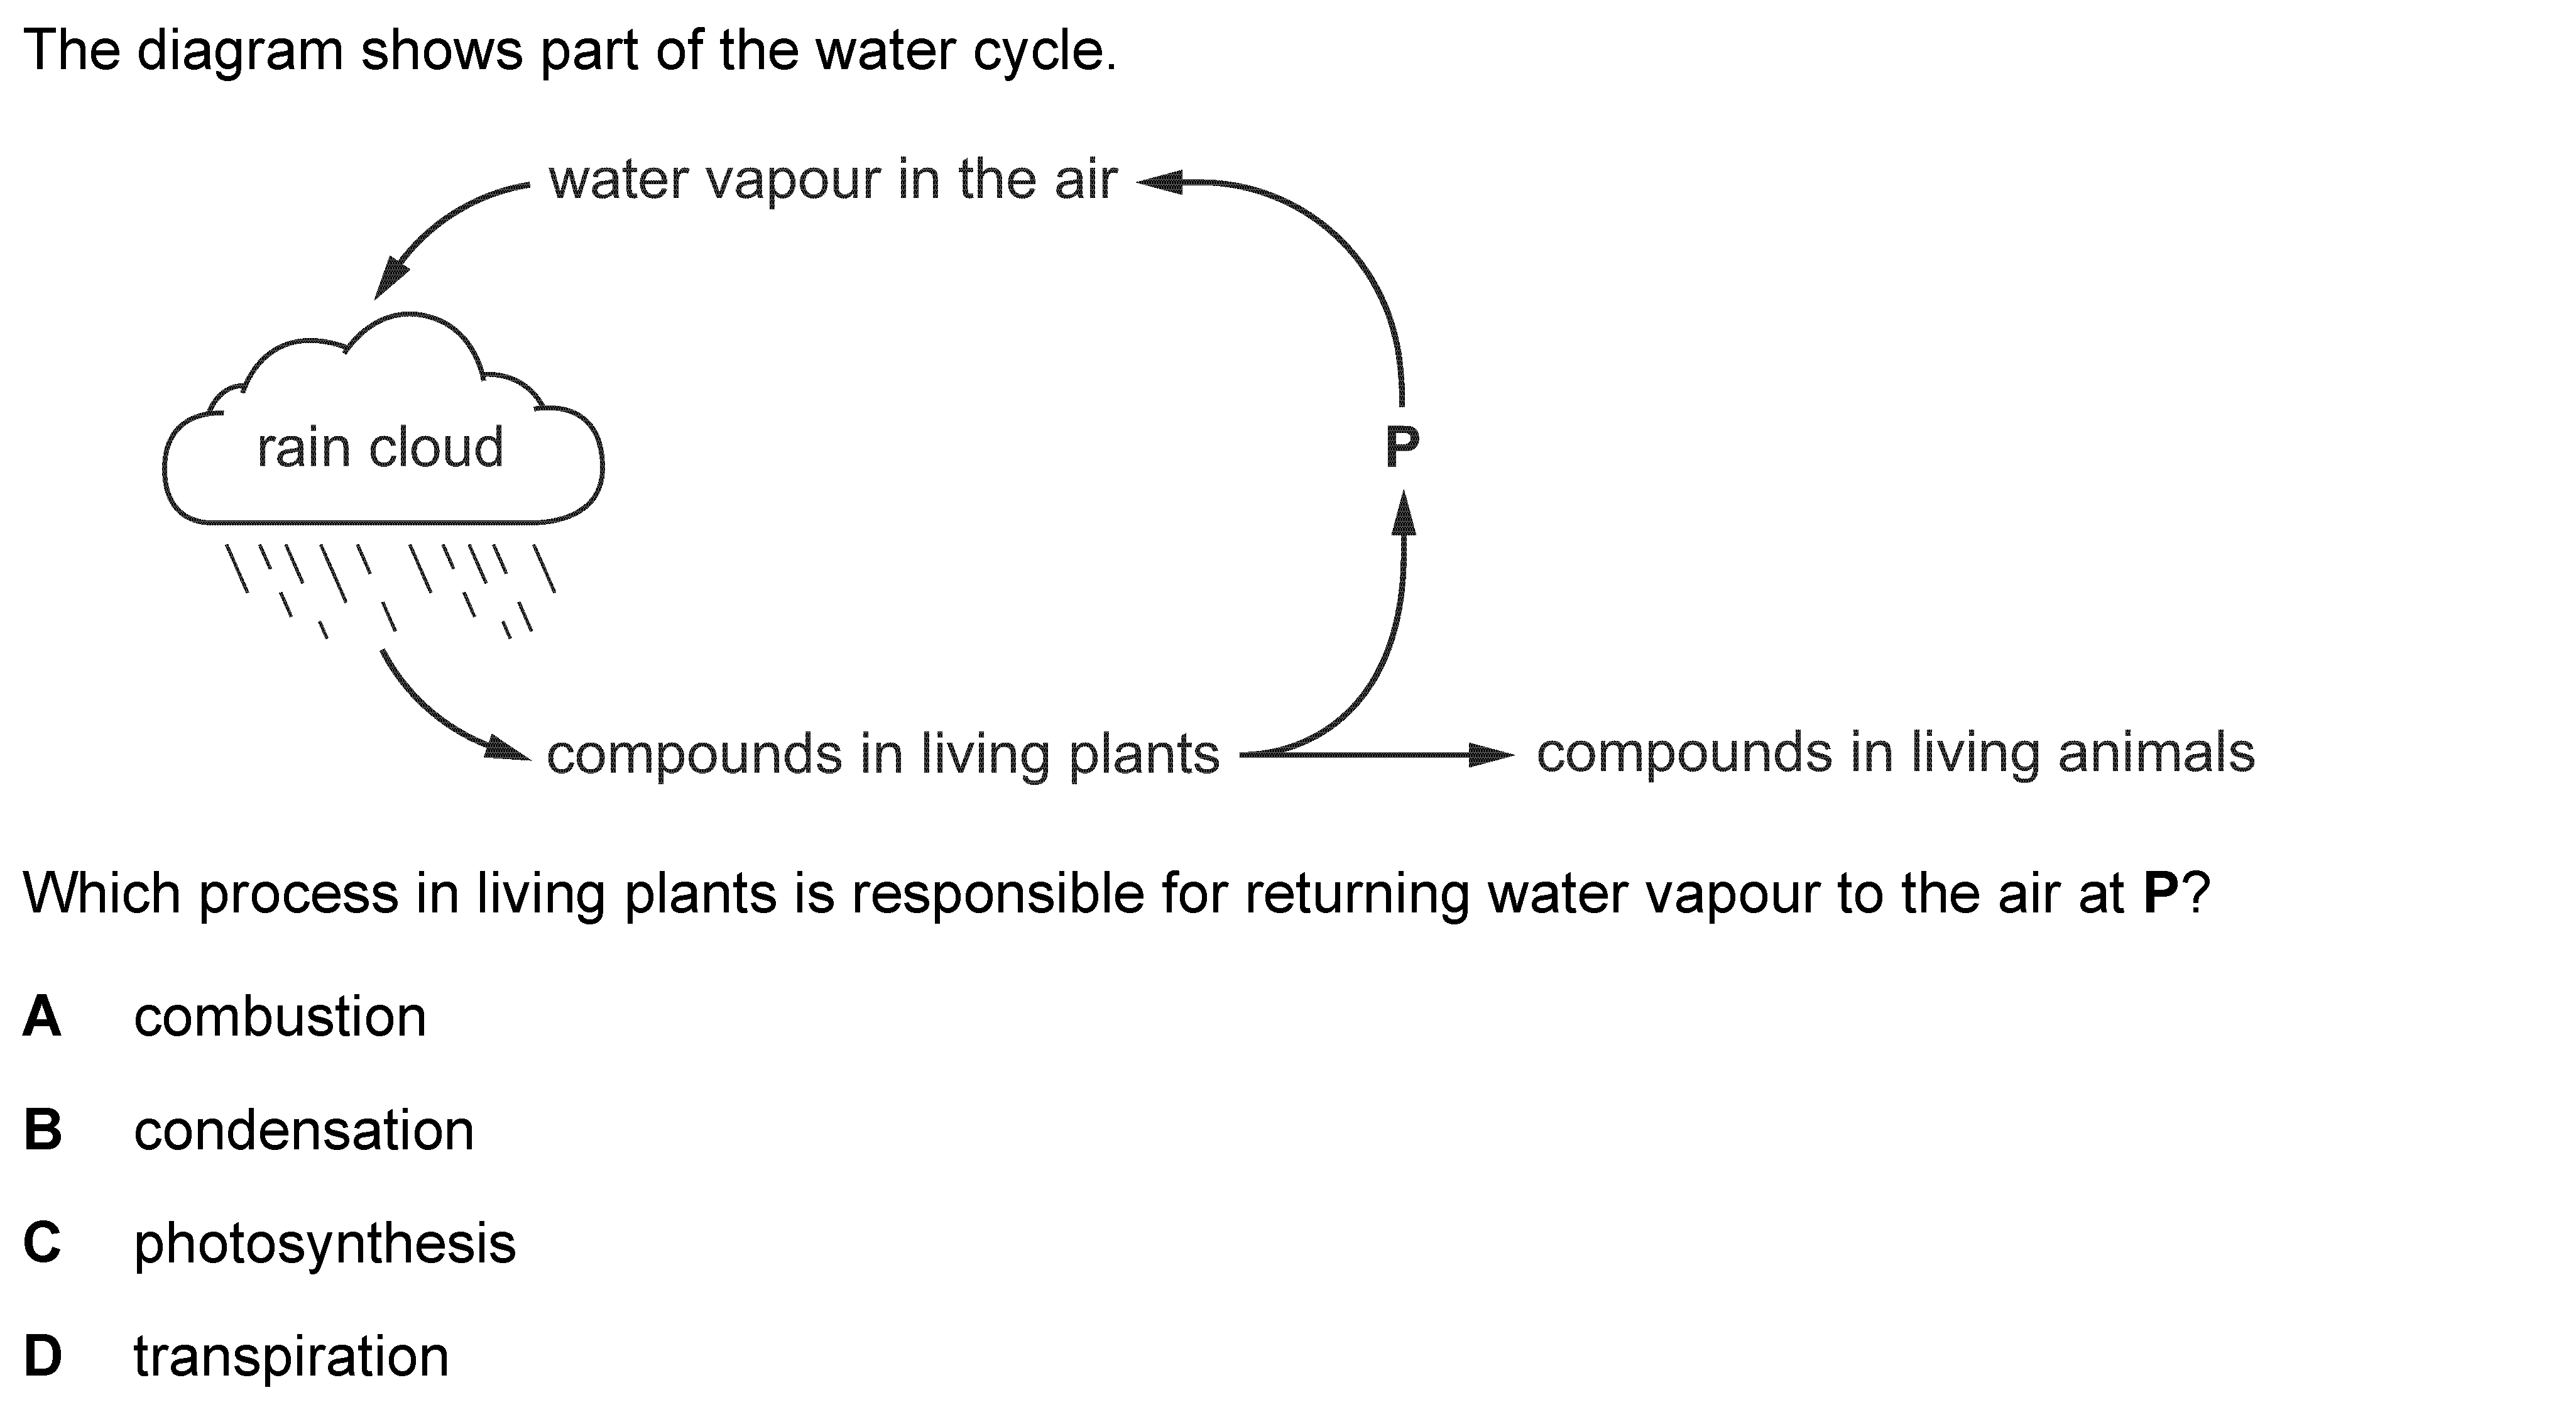 The diagram shows part of the water cycle.
water vapour in the air
rain cloud
P
compounds in living plants
compounds in living animals
Which process in living plants is responsible for returning water vapour to the air at P?
A combustion
B condensation
C photosynthesis
D transpiration